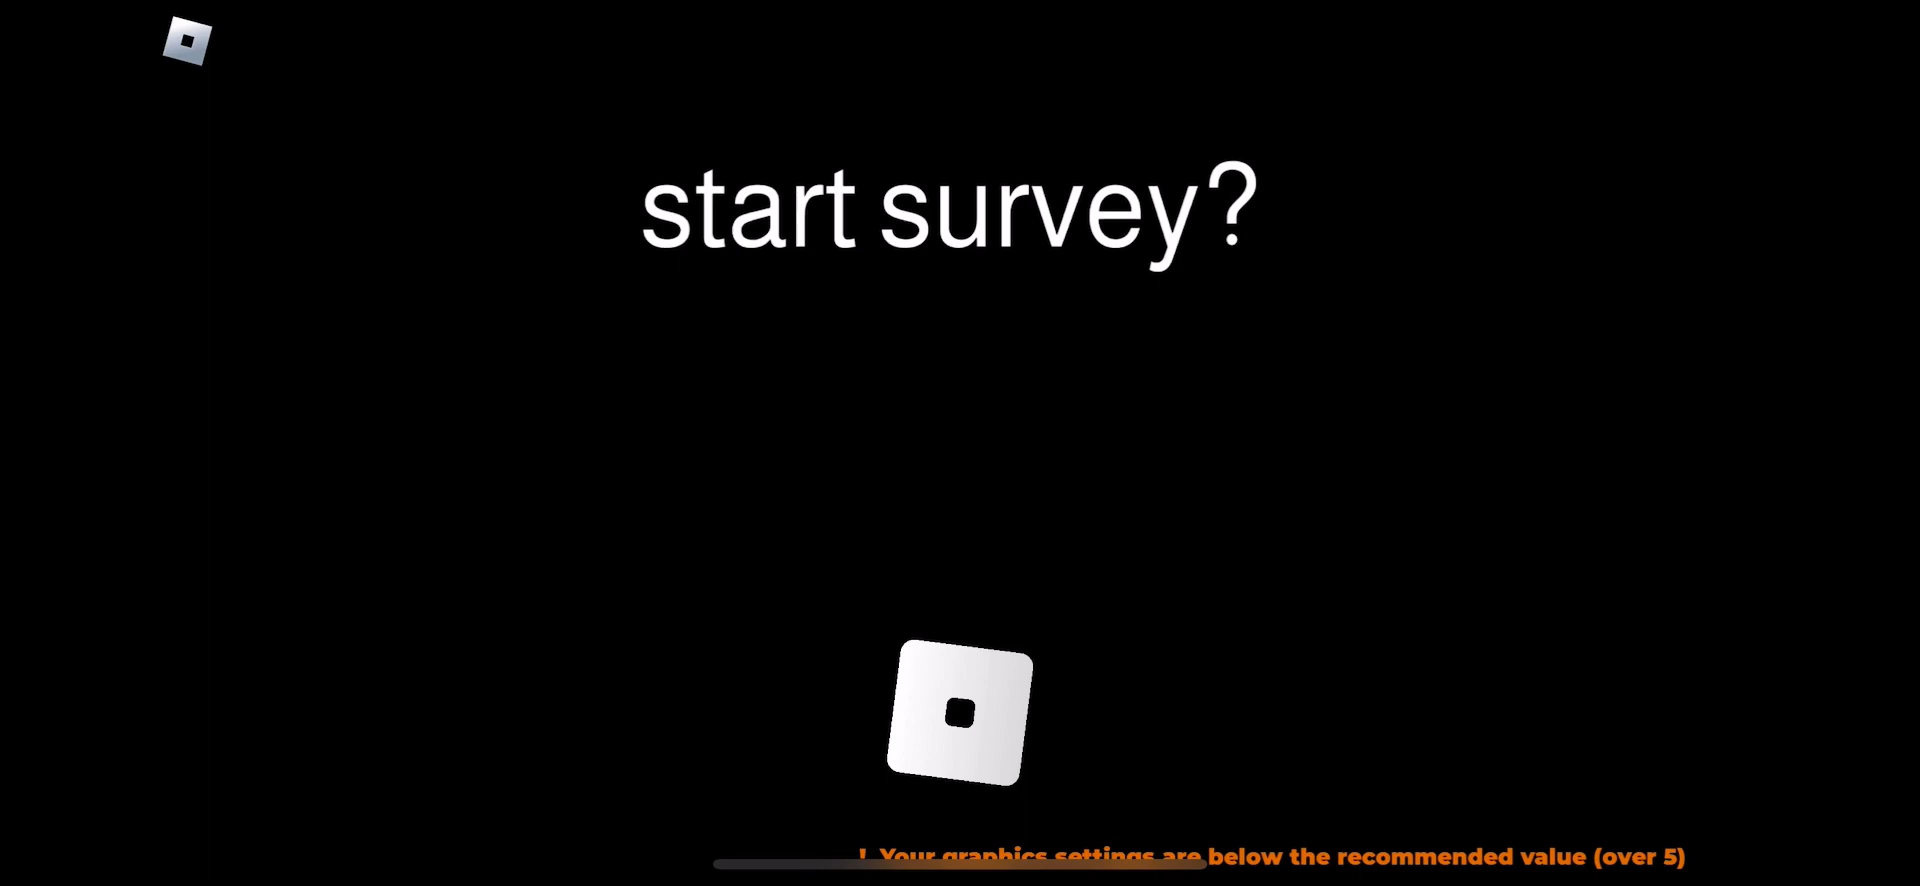 start survey?
! Your graphics settings are below the recommended value (over 5)